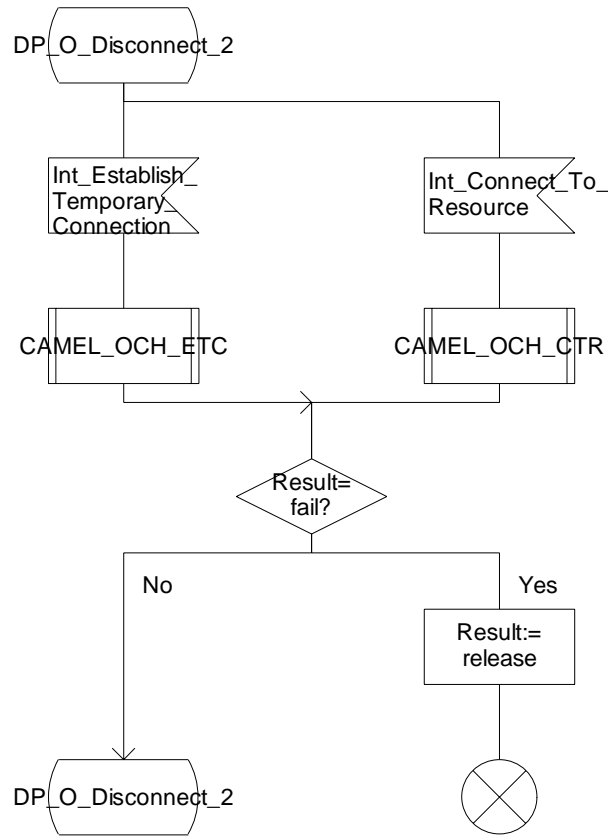 DP_O_Disconnect_2
Int_Establish_
Temporary_
Connection
Int_Connect_To_
Resource
CAMEL_OCH_ETC
CAMEL_OCH_CTR
Result=
fail?
No
Yes
Result:=
release
DP_O_Disconnect_2